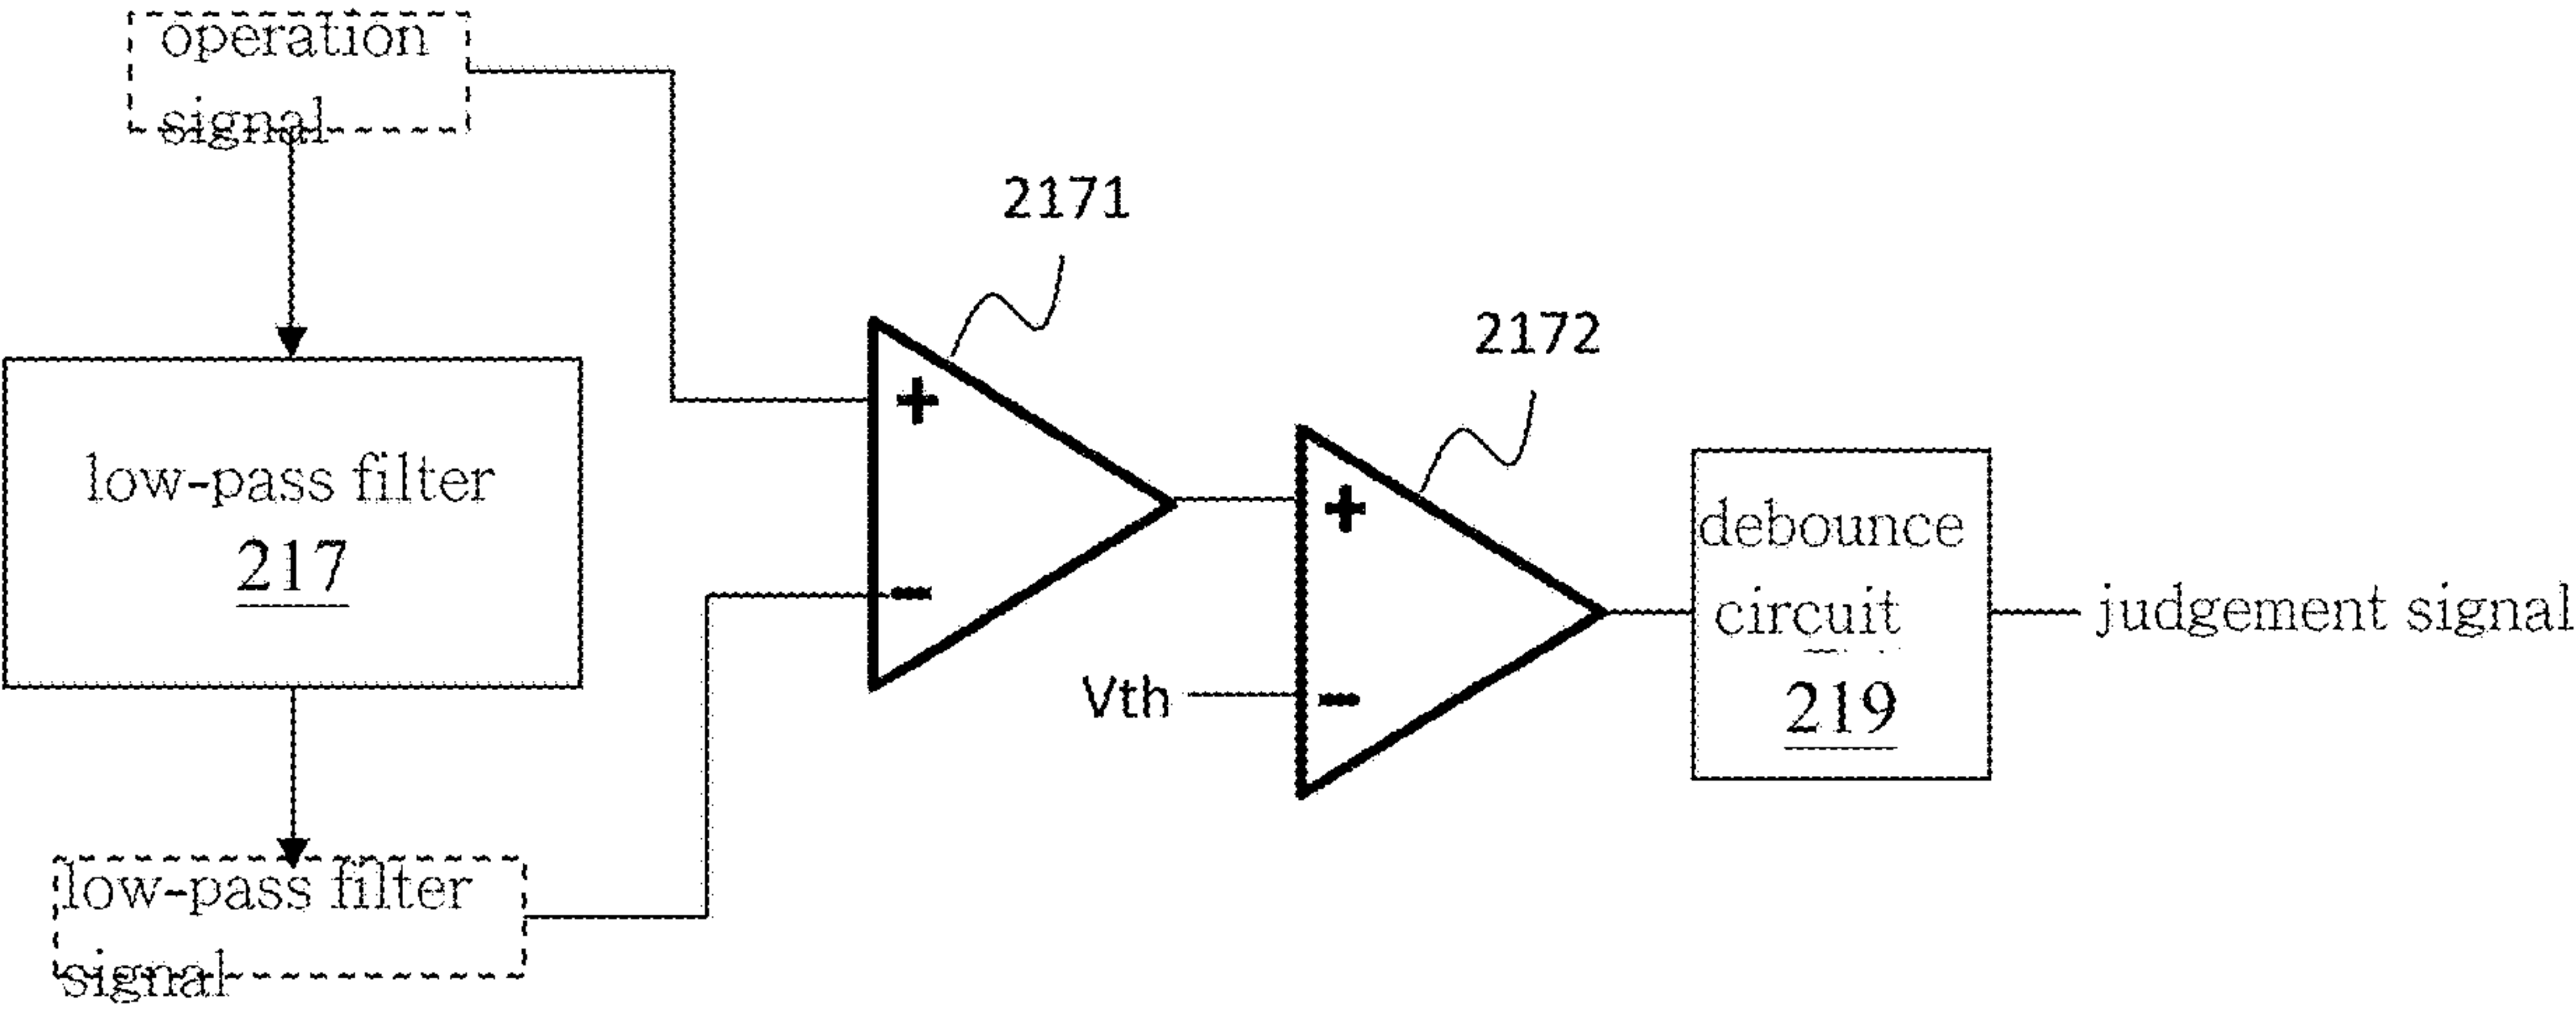 operation
signal
2171
2172
low-pass filter
217
+
-
+
-
Vth
debounce
circuit
219
judgement signal
low-pass filter
signal